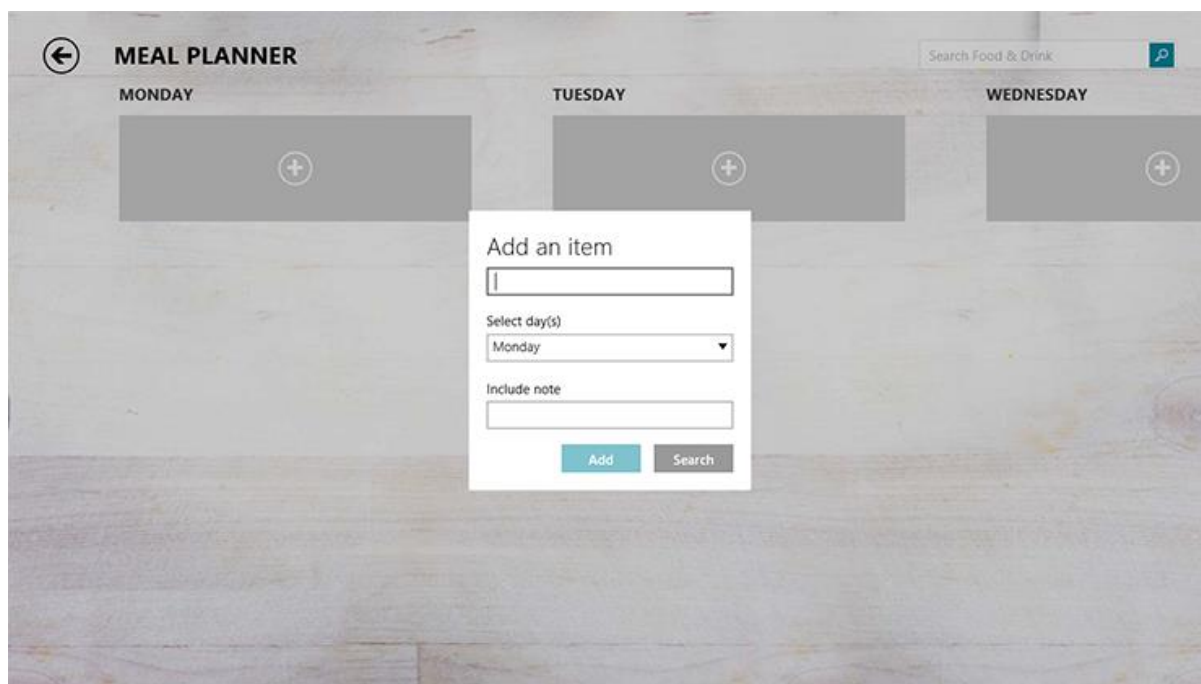 MEAL PLANNER
Search Food & Drink
MONDAY
TUESDAY
WEDNESDAY
Add an item
Select day(s)
Monday
Include note
Add
Search